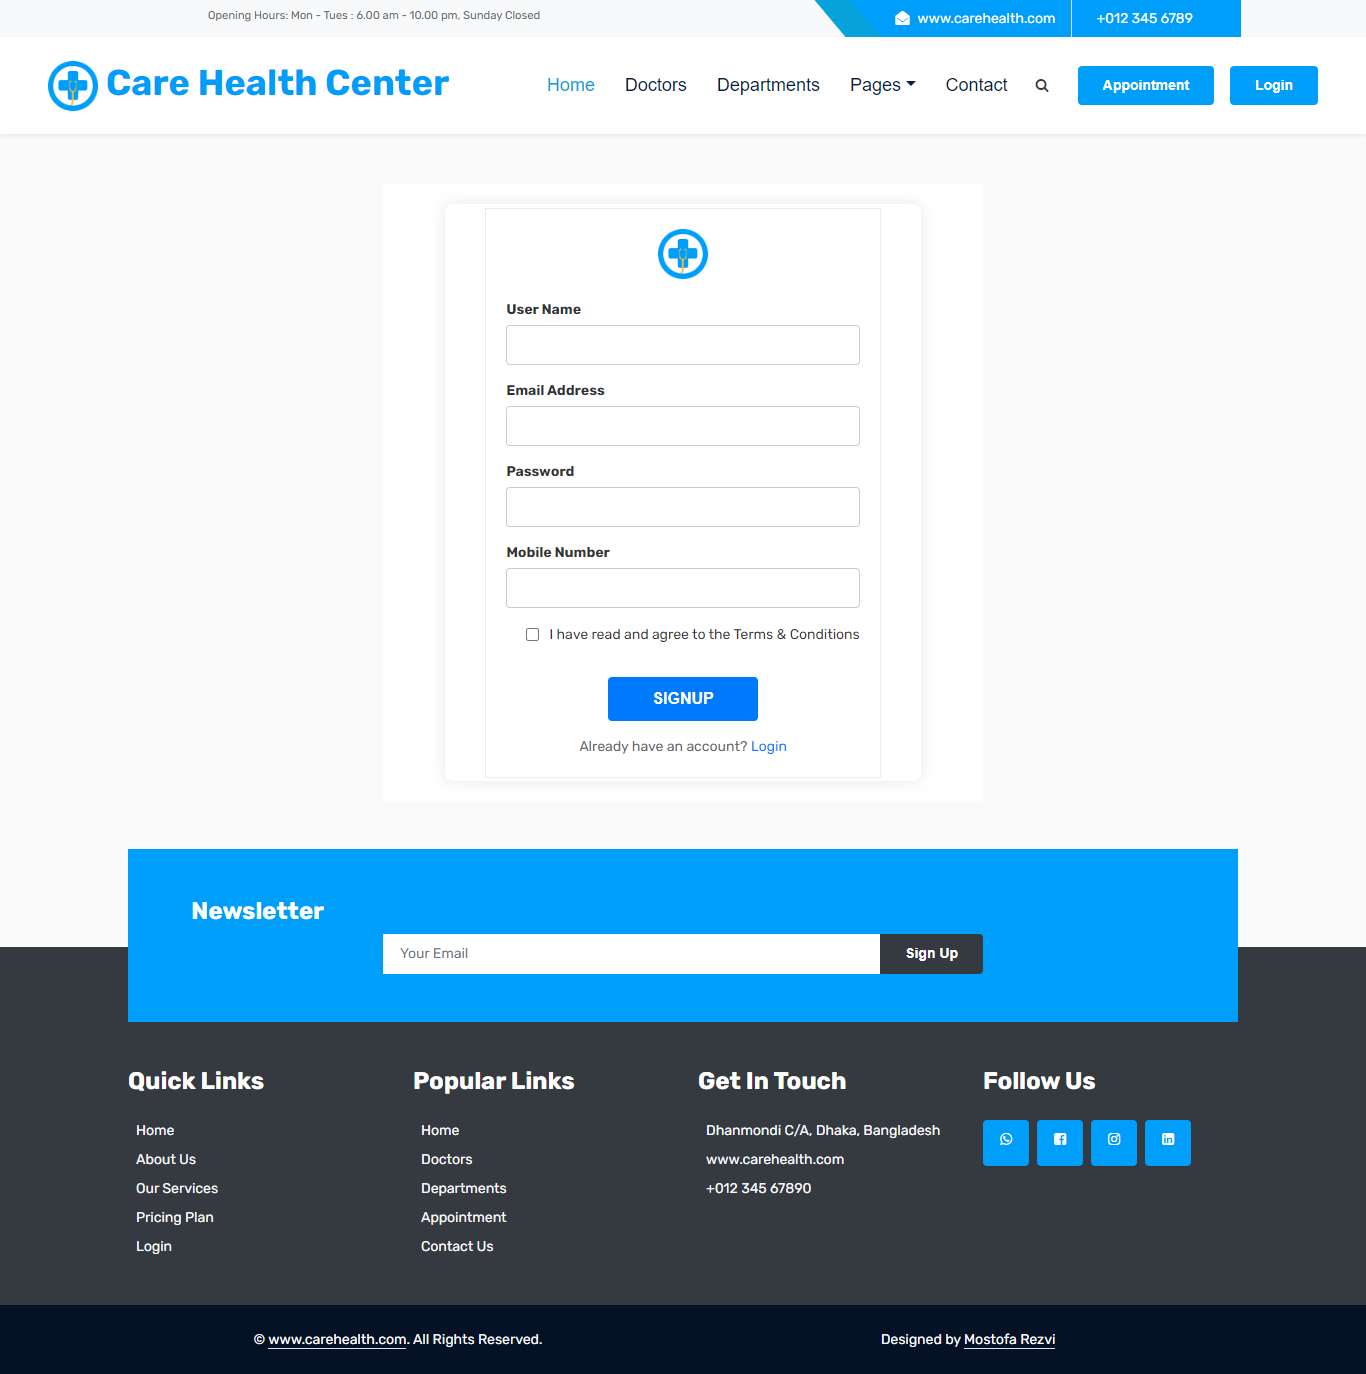 Opening Hours: Mon - Tues : 6.00 am - 10.00 pm, Sunday Closed
www.carehealth.com
+012 345 6789
Care Health Center
Home
Doctors
Departments
Pages
Contact
Appointment
Login
User Name
Email Address
Password
Mobile Number
I have read and agree to the Terms & Conditions
SIGNUP
Already have an account? Login
Newsletter
Your Email
Sign Up
Quick Links
Home
About Us
Our Services
Pricing Plan
Login
Popular Links
Home
Doctors
Departments
Appointment
Contact Us
Get In Touch
Dhanmondi C/A, Dhaka, Bangladesh
www.carehealth.com
+012 345 67890
Follow Us
© www.carehealth.com. All Rights Reserved.
Designed by Mostofa Rezvi